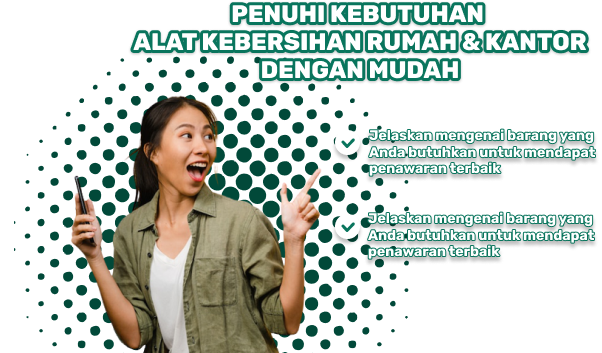 PENUHI KEBUTUHAN
ALAT KEBERSIHAN RUMAH & KANTOR
DENGAN MUDAH
Jelaskan mengenai barang yang
Anda butuhkan untuk mendapat
penawaran terbaik
Jelaskan mengenai barang yang
Anda butuhkan untuk mendapat
penawaran terbaik